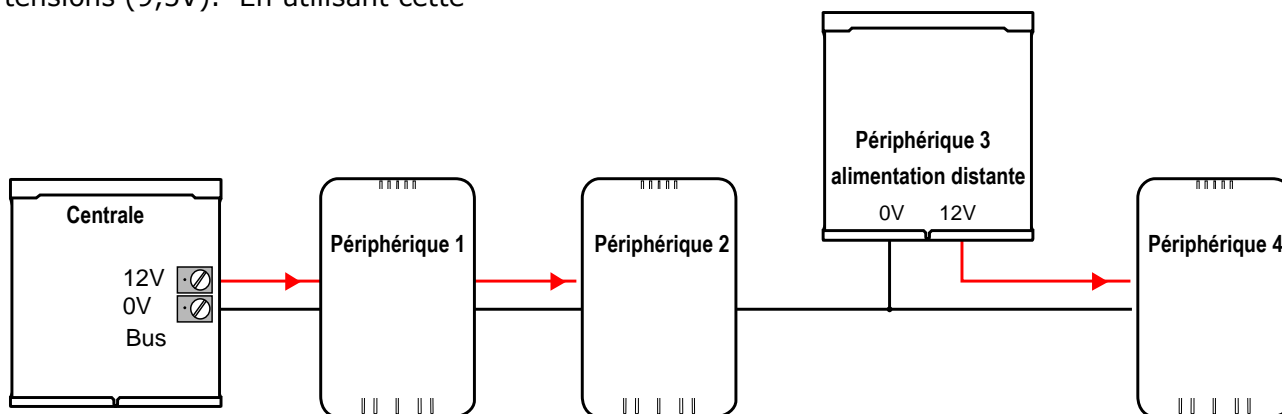 tensions (9,5V). En utilisant cette
Périphérique 3
alimentation distante
0V 12V
Centrale
Périphérique 1
Périphérique 2
Périphérique 4
12V
0V
Bus